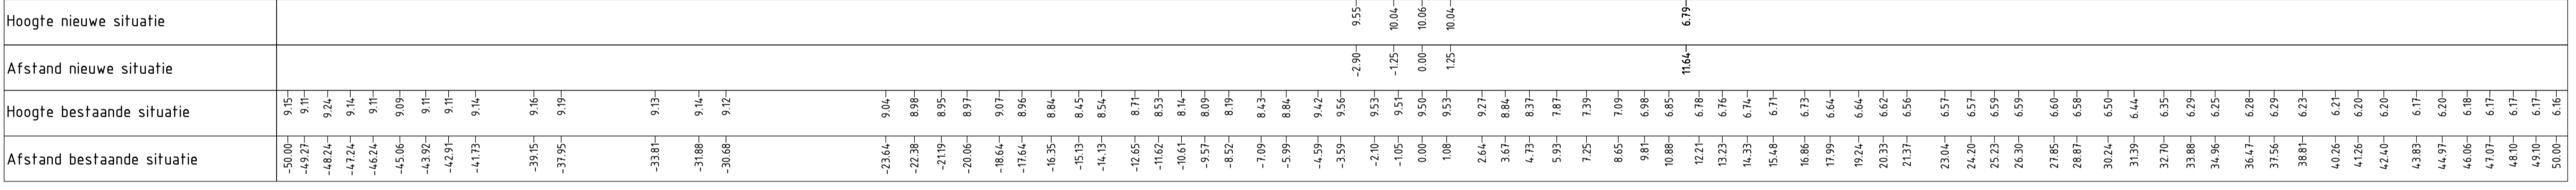 Hoogte nieuwe situatie 9.55 10.04 10.06 10.04 6.79
Afstand nieuwe situatie -2.90 -1.25 0.00 1.25 11.64
Hoogte bestaande situatie 9.15 9.11 9.24 9.14 9.11 9.09 9.11 9.11 9.14 9.16 9.19 9.13 9.14 9.12 9.04 8.98 8.95 8.97 9.07 8.96 8.84 8.45 8.54 8.71 8.53 8.14 8.09 8.19 8.43 8.84 9.42 9.56 9.53 9.51 9.50 9.53 9.27 8.84 8.37 7.87 7.39 7.09 6.98 6.85 6.78 6.76 6.74 6.71 6.73 6.64 6.64 6.62 6.56 6.57 6.57 6.59 6.59 6.60 6.58 6.50 6.44 6.35 6.29 6.25 6.28 6.29 6.23 6.21 6.20 6.20 6.17 6.20 6.18 6.17 6.17 6.17 6.16
Afstand bestaande situatie -50.00 -49.27 -48.24 -47.24 -46.24 -45.06 -43.92 -42.91 -41.73 -39.15 -37.95 -33.81 -31.88 -30.68 -23.64 -22.38 -21.19 -20.06 -18.64 -17.64 -16.35 -15.13 -14.13 -12.65 -11.62 -10.61 -9.57 -8.52 -7.09 -5.99 -4.59 -3.59 -2.10 -1.05 0.00 1.08 2.64 3.67 4.73 5.93 7.25 8.65 9.81 10.88 12.21 13.23 14.33 15.48 16.86 17.99 19.24 20.33 21.37 23.04 24.20 25.23 26.30 27.85 28.87 30.24 31.39 32.70 33.88 34.96 36.47 37.56 38.81 40.26 41.26 42.40 43.83 44.97 46.06 47.07 48.10 49.10 50.00